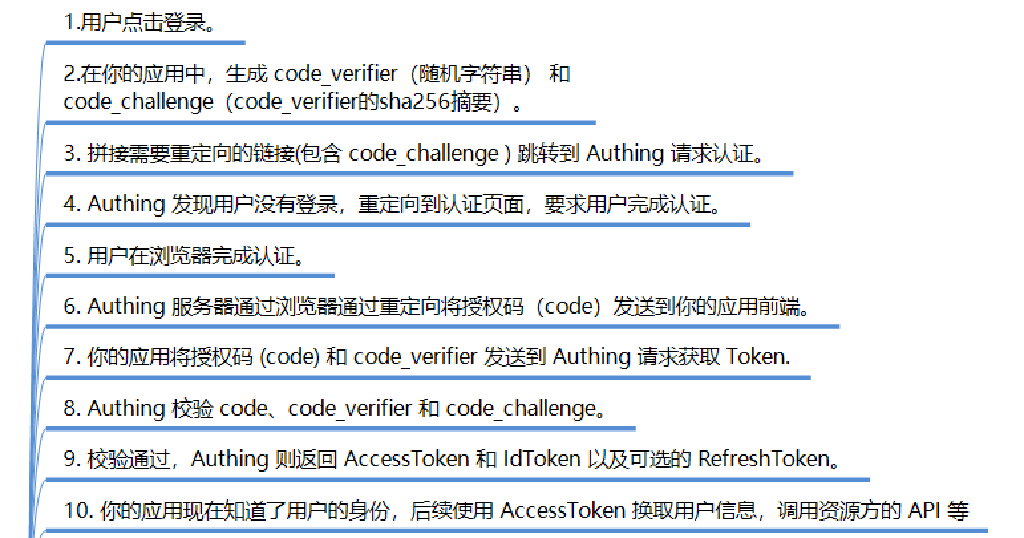 1.用户点击登录。
2.在你的应用中，生成 code_verifier（随机字符串） 和
code_challenge（code_verifier的sha256摘要）。
3. 拼接需要重定向的链接(包含 code_challenge ) 跳转到 Authing 请求认证。
4. Authing 发现用户没有登录，重定向到认证页面，要求用户完成认证。
5. 用户在浏览器完成认证。
6. Authing 服务器通过浏览器通过重定向将授权码（code）发送到你的应用前端。
7. 你的应用将授权码 (code) 和 code_verifier 发送到 Authing 请求获取 Token.
8. Authing 校验 code、code_verifier 和 code_challenge。
9. 校验通过，Authing 则返回 AccessToken 和 IdToken 以及可选的 RefreshToken。
10. 你的应用现在知道了用户的身份，后续使用 AccessToken 换取用户信息，调用资源方的 API 等